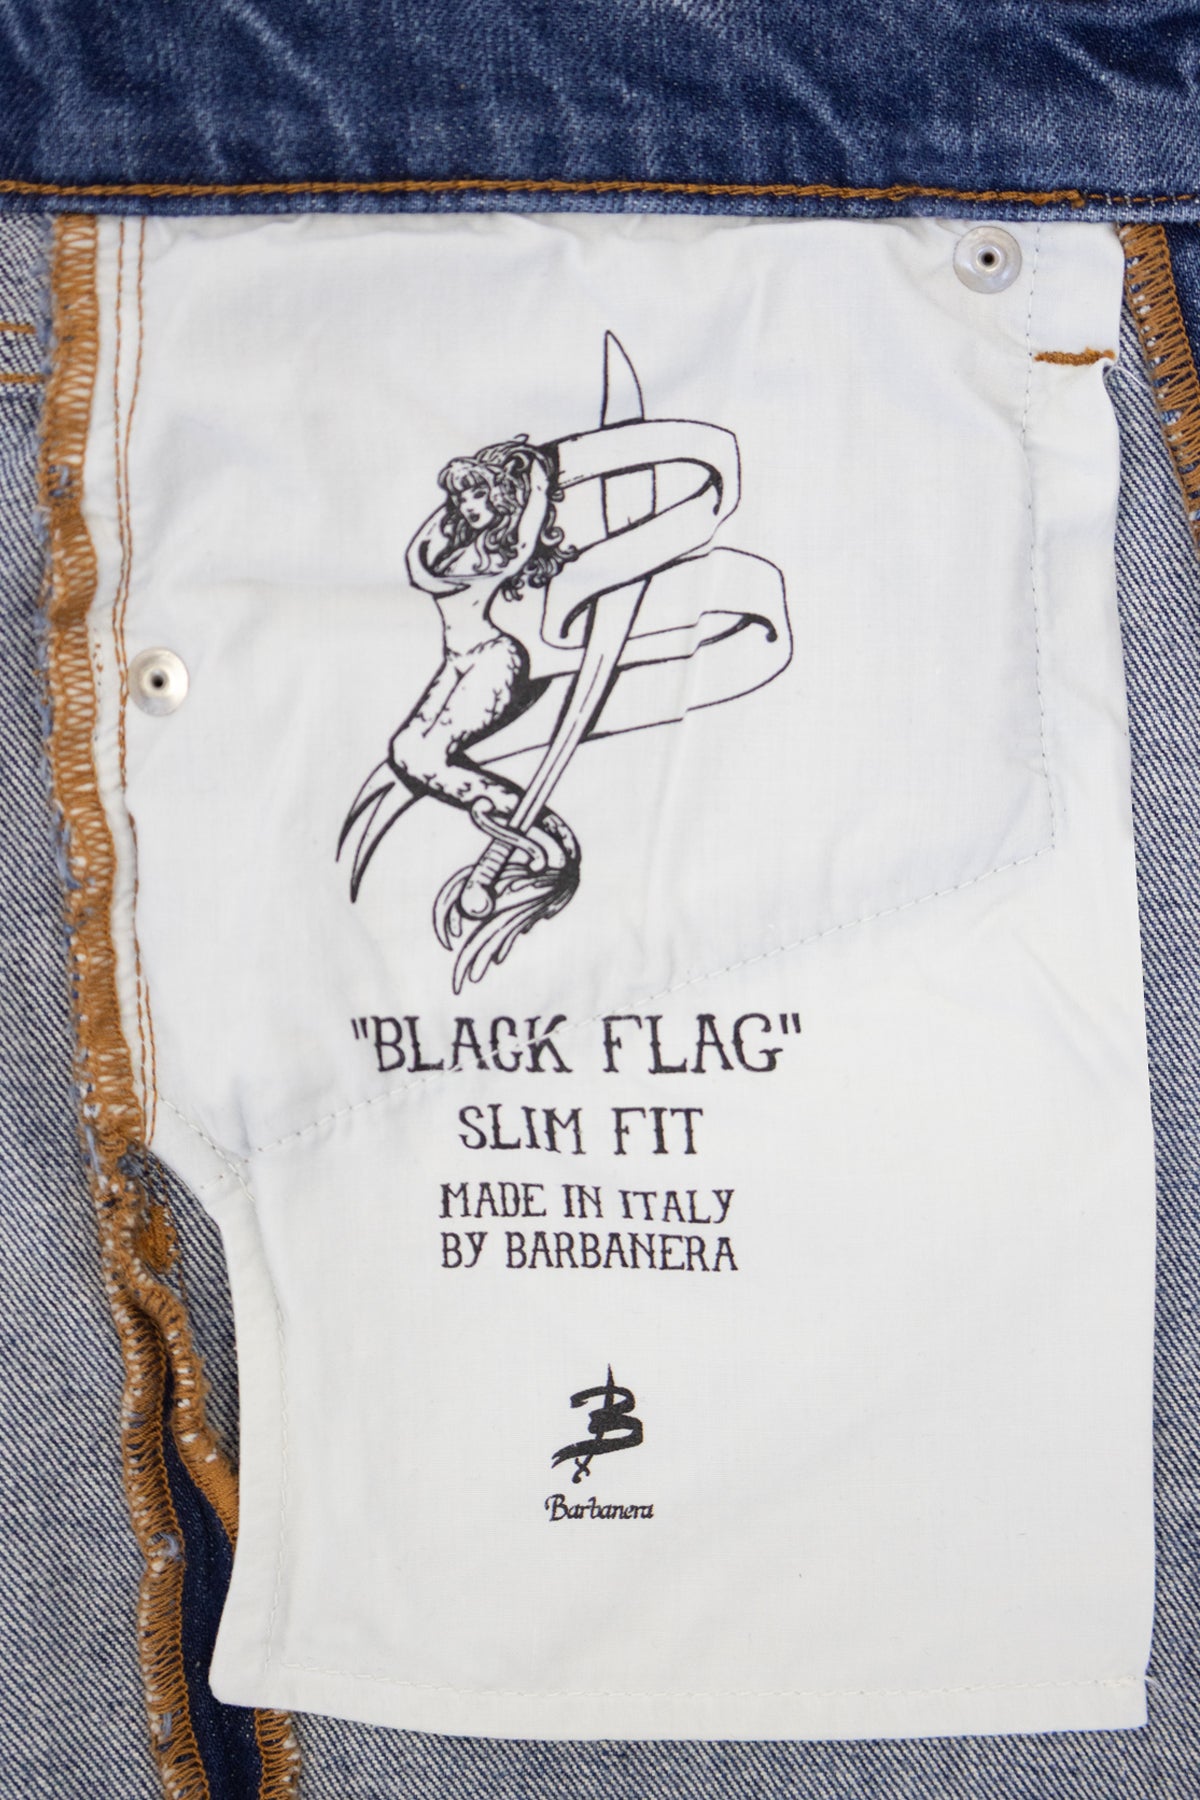 "BLACK FLAG"
SLIM FIT
MADE IN ITALY
BY BARBANERA
B
Barbanera